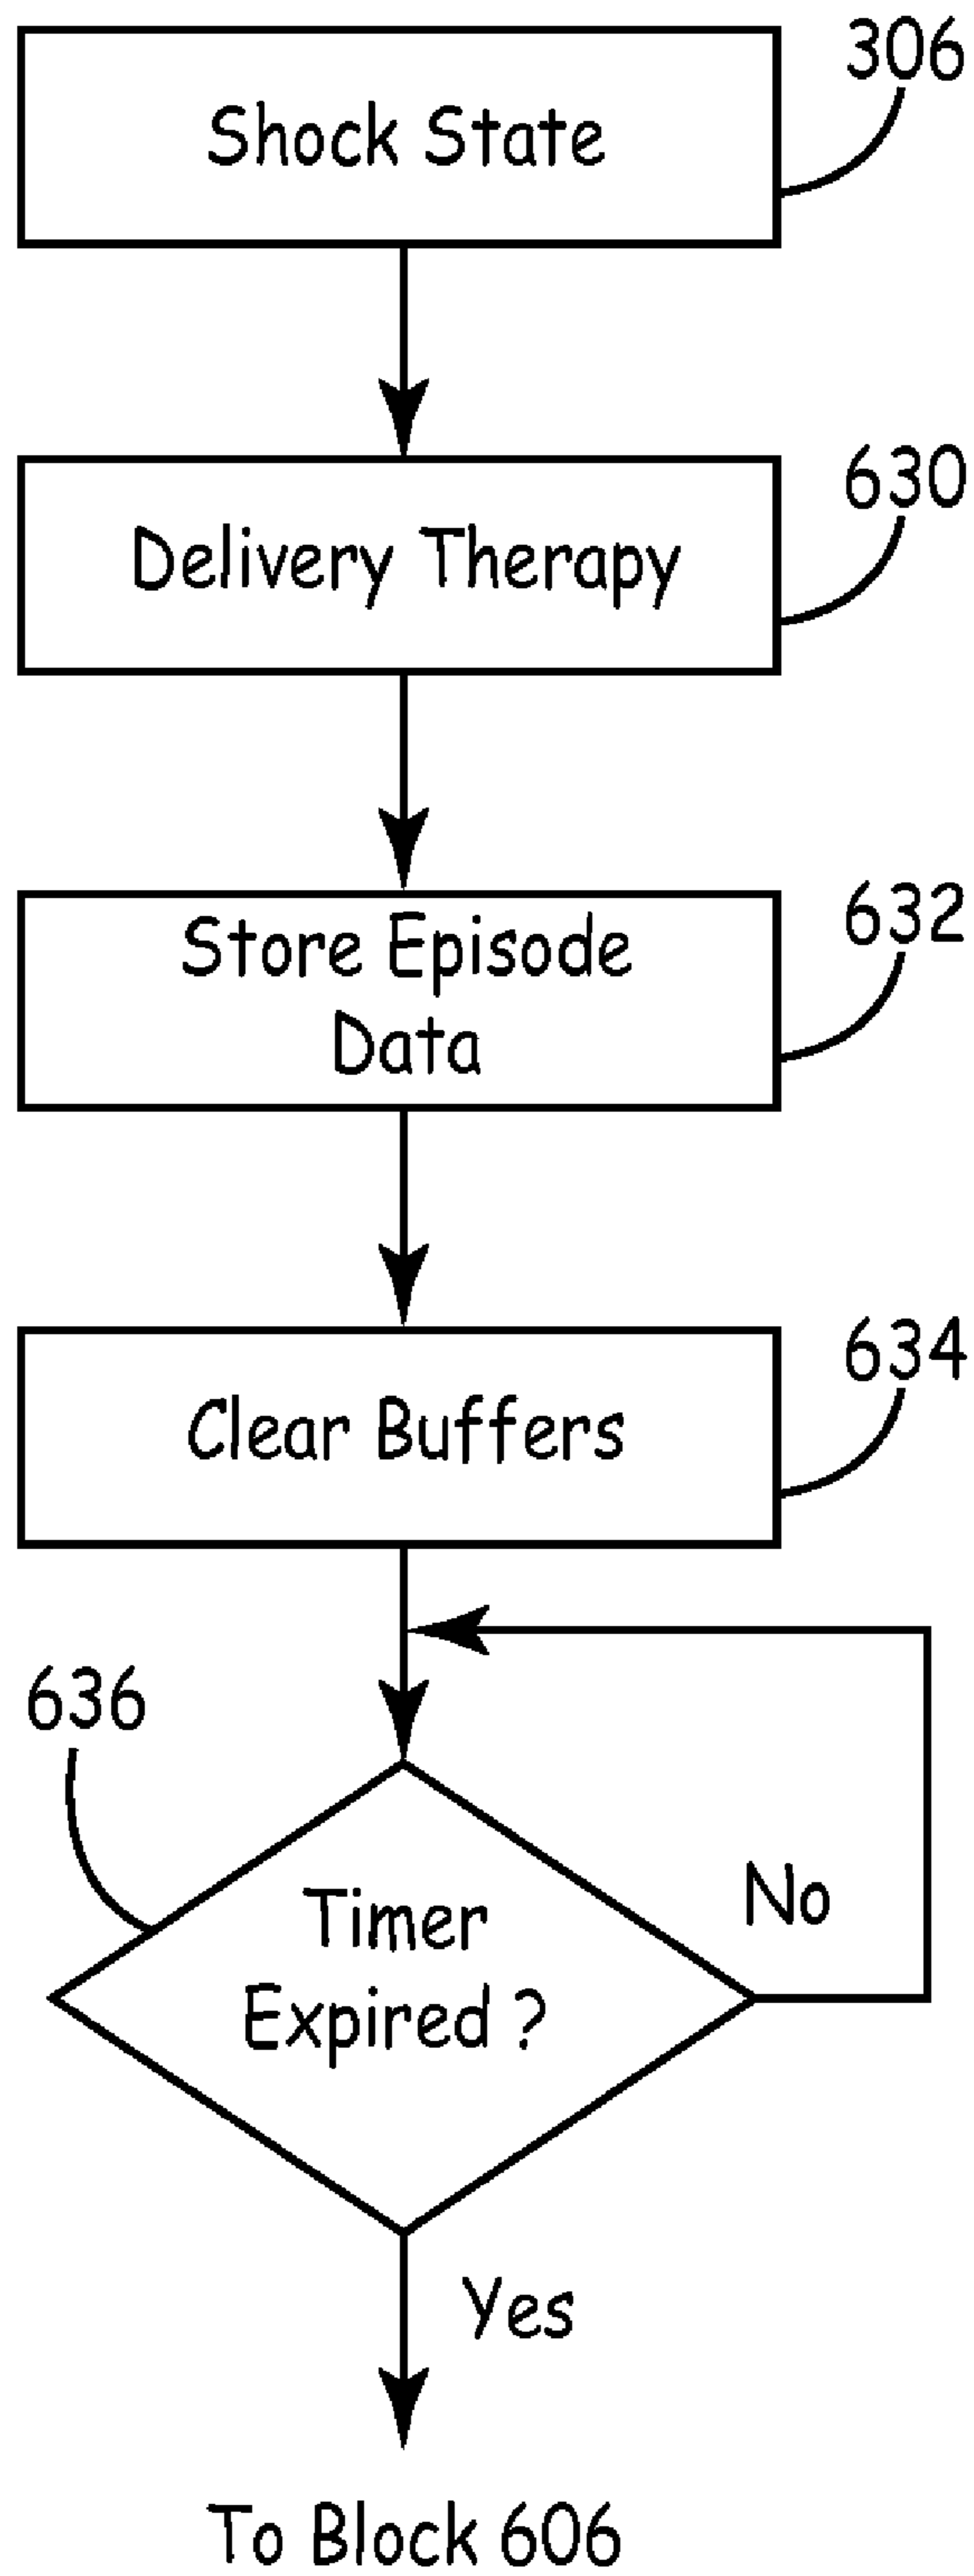 306
Shock State
630
Delivery Therapy
632
Store Episode
Data
634
Clear Buffers
636
No
Timer
Expired ?
Yes
To Block 606